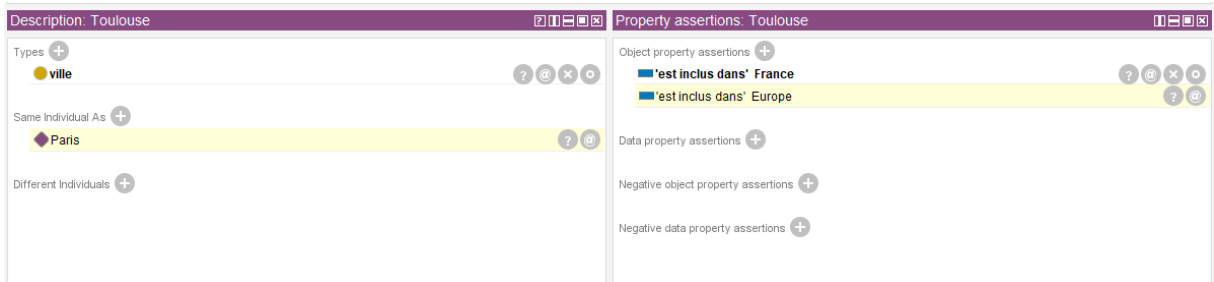 Description: Toulouse
Types
ville
Same Individual As
Paris
Different Individuals
Property assertions: Toulouse
Object property assertions
'est inclus dans' France
'est inclus dans' Europe
Data property assertions
Negative object property assertions
Negative data property assertions